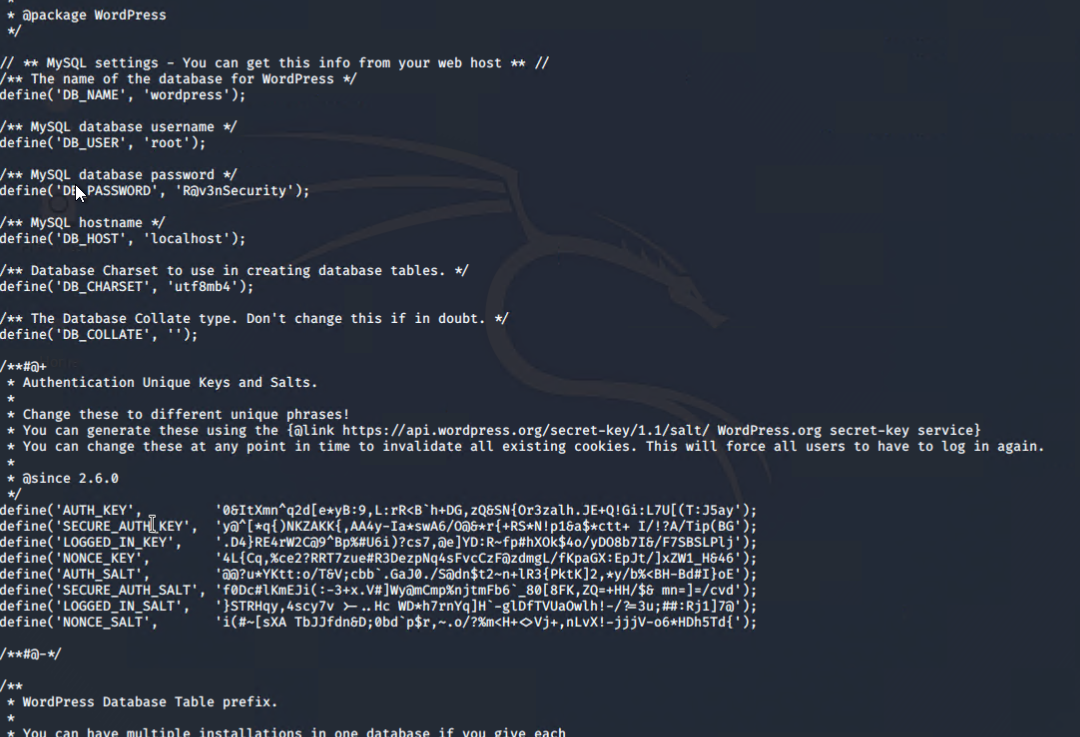 *
* @package WordPress
*/
// ** MySQL settings - You can get this info from your web host ** //
/** The name of the database for WordPress */
define('DB_NAME', 'wordpress');
/** MySQL database username */
define('DB_USER', 'root');
/** MySQL database password */
define('DB_PASSWORD', 'R@v3nSecurity');
/** MySQL hostname */
define('DB_HOST', 'localhost');
/** Database Charset to use in creating database tables. */
define('DB_CHARSET', 'utf8mb4');
/** The Database Collate type. Don't change this if in doubt. */
define('DB_COLLATE', '');
/**#@+
* Authentication Unique Keys and Salts.
*
* Change these to different unique phrases!
* You can generate these using the {@link https://api.wordpress.org/secret-key/1.1/salt/ WordPress.org secret-key service}
* You can change these at any point in time to invalidate all existing cookies. This will force all users to have to log in again.
*
* @since 2.6.0
*/
define('AUTH_KEY',         '0&ItXmn^q2d[e*yB:9,L:rR<B`h+DG,zQ&SN{Or3zalh.JE+Q!Gi:L7U[(T:J5ay');
define('SECURE_AUTH_KEY',  'y@^[*q{)NKZAKK{,AA4y-Ia*swA6/O@&*r{+RS*N!p1&a$*ctt+ I/!?A/Tip(BG');
define('LOGGED_IN_KEY',    '.D4}RE4rW2C@9^Bp%#U6i)?cs7,@e]YD:R~fp#hXOk$4o/yDO8b7I&/F7SBSLPlj');
define('NONCE_KEY',        '4L{Cq,%ce2??RRT7zue#R3DezpNq4sFvcCzF@zdmgL/fKpaGX:EpJt/]xZW1_H&46');
define('AUTH_SALT',        '@@?u*YKtt:o/T&V;cbb`.GaJ0./S@dn$t2~n+lR3{PktK]2,*y/b%<BH-Bd#I}oE');
define('SECURE_AUTH_SALT', 'f0Dc#lKmEJi(:~3+x.V#]Wy@mCmp%njtmFb6`_80[8FK,ZQ=+HH/$& mn=]=/cvd');
define('LOGGED_IN_SALT',   '}STRHqy,4scy7v >-..Hc WD*h7rnYq]H`-glDfTVUaOwlh!-/?=3u;##:Rj1]7@');
define('NONCE_SALT',       'i(#~[sXA TbJJfdn&D;0bd`p$r,~.o/?%m<H+<>Vj+,nLvX!-jjjV-o6*HDh5Td{');
/**#@-*/
/**
* WordPress Database Table prefix.
*
* You can have multiple installations in one database if you give each